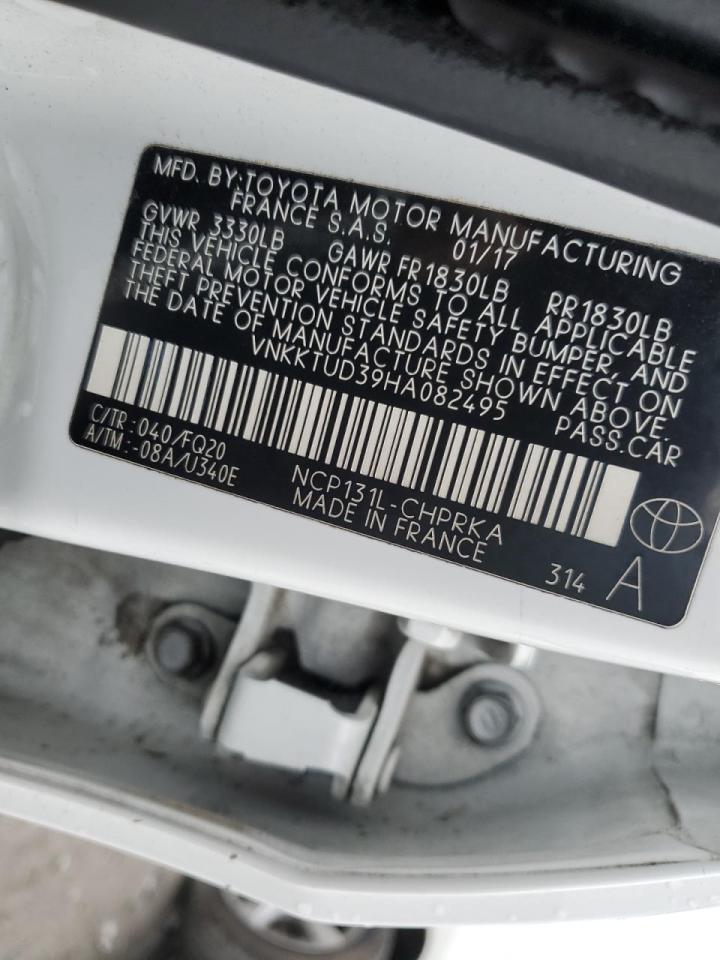 MFD. BY:TOYOTA MOTOR MANUFACTURING
FRANCE S.A.S. 01/17
GVWR 3330LB GAWR FR1830LB RR1830LB
THIS VEHICLE CONFORMS TO ALL APPLICABLE
FEDERAL MOTOR VEHICLE SAFETY, BUMPER, AND
THEFT PREVENTION STANDARDS IN EFFECT ON
THE DATE OF MANUFACTURE SHOWN ABOVE.
VNKKTUD39HA082495 PASS.CAR
C/TR:040/FQ20
A/TM:-08A/U340E
NCP131L-CHPRKA
MADE IN FRANCE
314 A